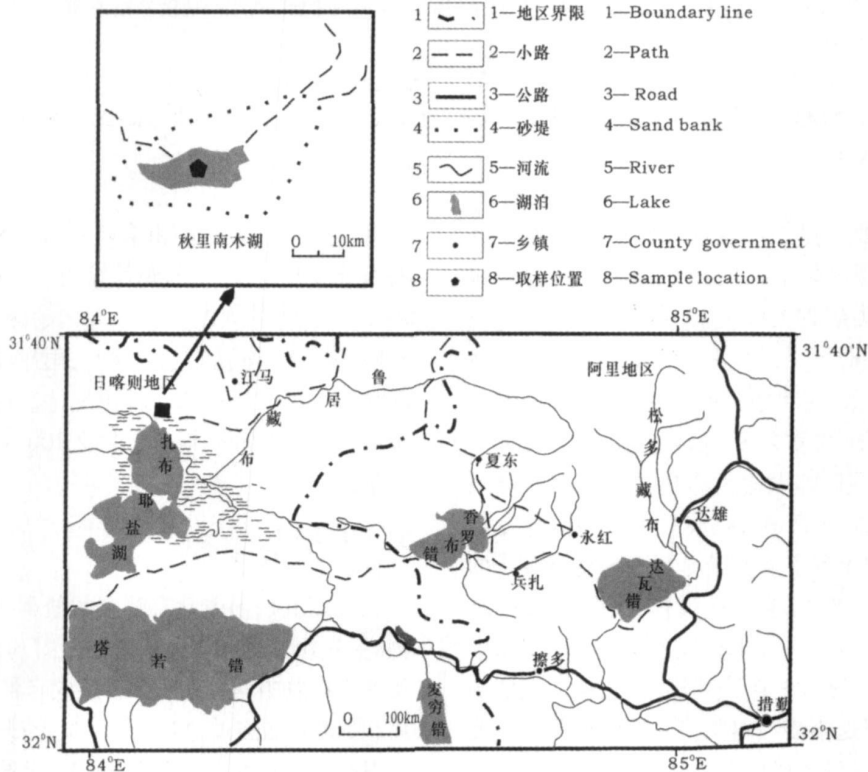 1 1—地区界限 1—Boundary line
2 2—小路 2—Path
3 3—公路 3— Road
4 4—砂堤 4—Sand bank
5 5—河流 5—River
6 6—湖泊 6—Lake
7 7—乡镇 7—County government
8 8—取样位置 8—Sample location
秋里南木湖
0 10km
84°E 85°E
31°40'N 31°40'N
日喀则地区
江马
鲁居藏布
阿里地区
松多藏布
扎布耶盐湖
夏东
香罗布错
永红
兵扎
达雄
达瓦错
塔若错
擦多
麦穷错
措勤
0 100km
32°N 32°N
84°E 85°E